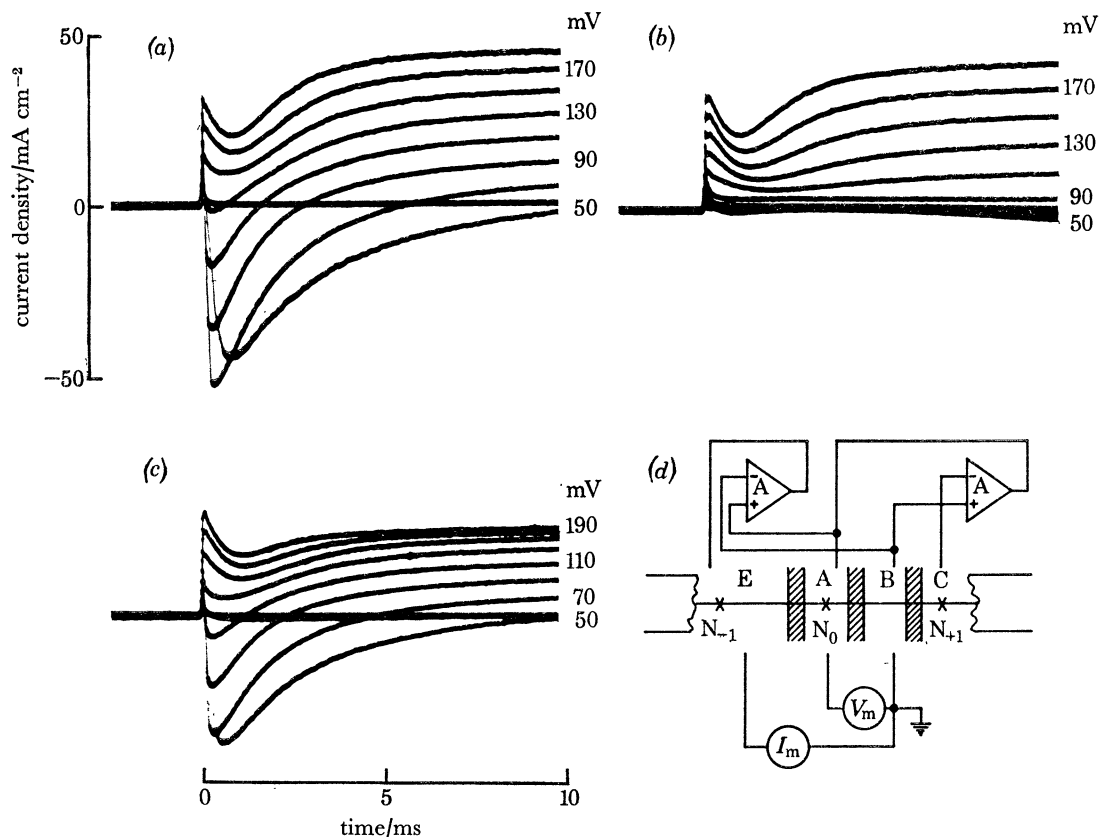 (a)
current density/mA cm⁻²
50
0
−50
mV
170
130
90
50
(b)
mV
170
130
90
50
(c)
mV
190
110
70
50
0 5 10
time/ms
(d)
A
−
+
A
−
+
E A B C
N₋₁ N₀ N₊₁
Vₘ
Iₘ